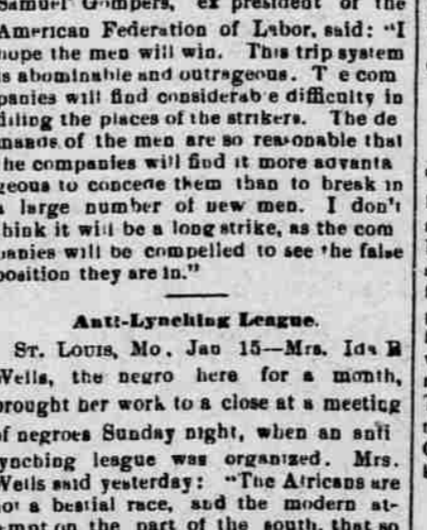 Samuel Gompers, ex president of the
American Federation of Labor, said: "I
hope the men will win. This trip system
is abominable and outrageous. T e com
panies will find considerab e difficulty in
filling the places of the strikers. The de
mands of the men are so reasonable that
he companies will find it more advanta
geous to concede them than to break in
a large number of new men. I don't
hink it will be a long strike, as the com
panies will be compelled to see the false
position they are in."
Anti-Lynching League.
ST. LOUIS, Mo. Jan 15—Mrs. Ida B
Wells, the negro here for a month,
brought her work to a close at a meeting
of negroes Sunday night, when an anti
lynching league was organized. Mrs.
Wells said yesterday: "The Africans are
not a bestial race, and the modern at-
tempt on the part of the south that so